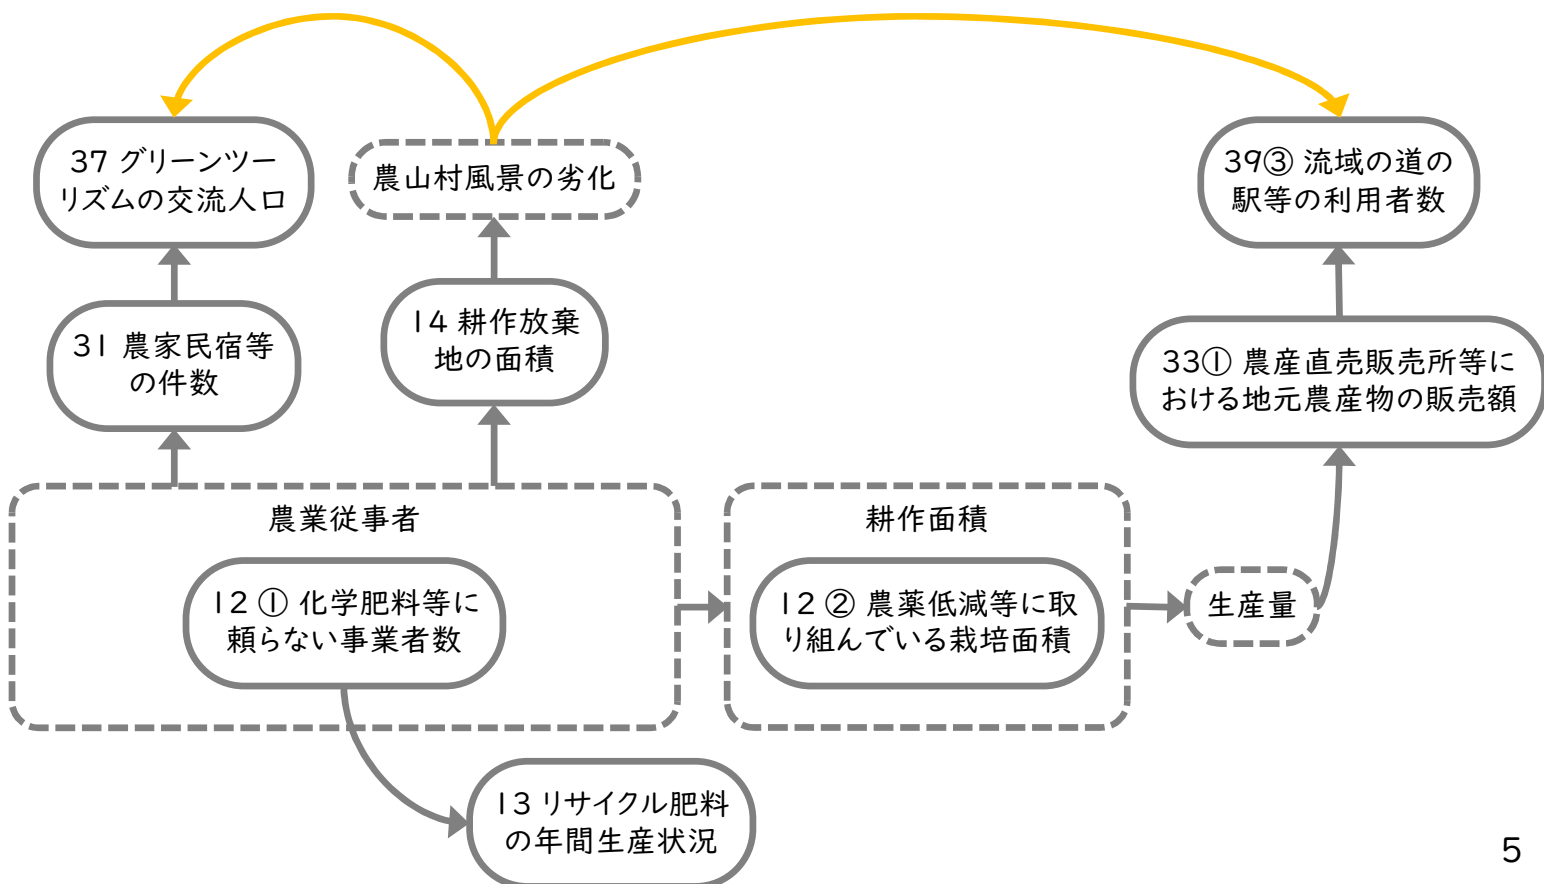 37 グリーンツー
リズムの交流人口
農山村風景の劣化
39③ 流域の道の
駅等の利用者数
31 農家民宿等
の件数
14 耕作放棄
地の面積
33① 農産直売販売所等に
おける地元農産物の販売額
農業従事者
12 ① 化学肥料等に
頼らない事業者数
耕作面積
12 ② 農薬低減等に取
り組んでいる栽培面積
生産量
13 リサイクル肥料
の年間生産状況
5